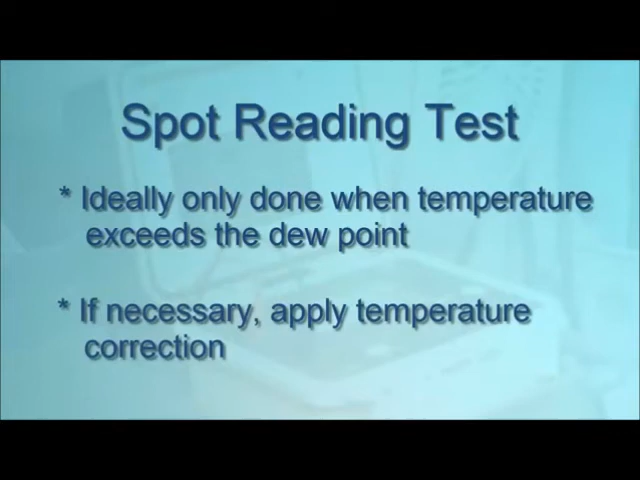 Spot Reading Test
* Ideally only done when temperature
exceeds the dew point
* If necessary, apply temperature
correction